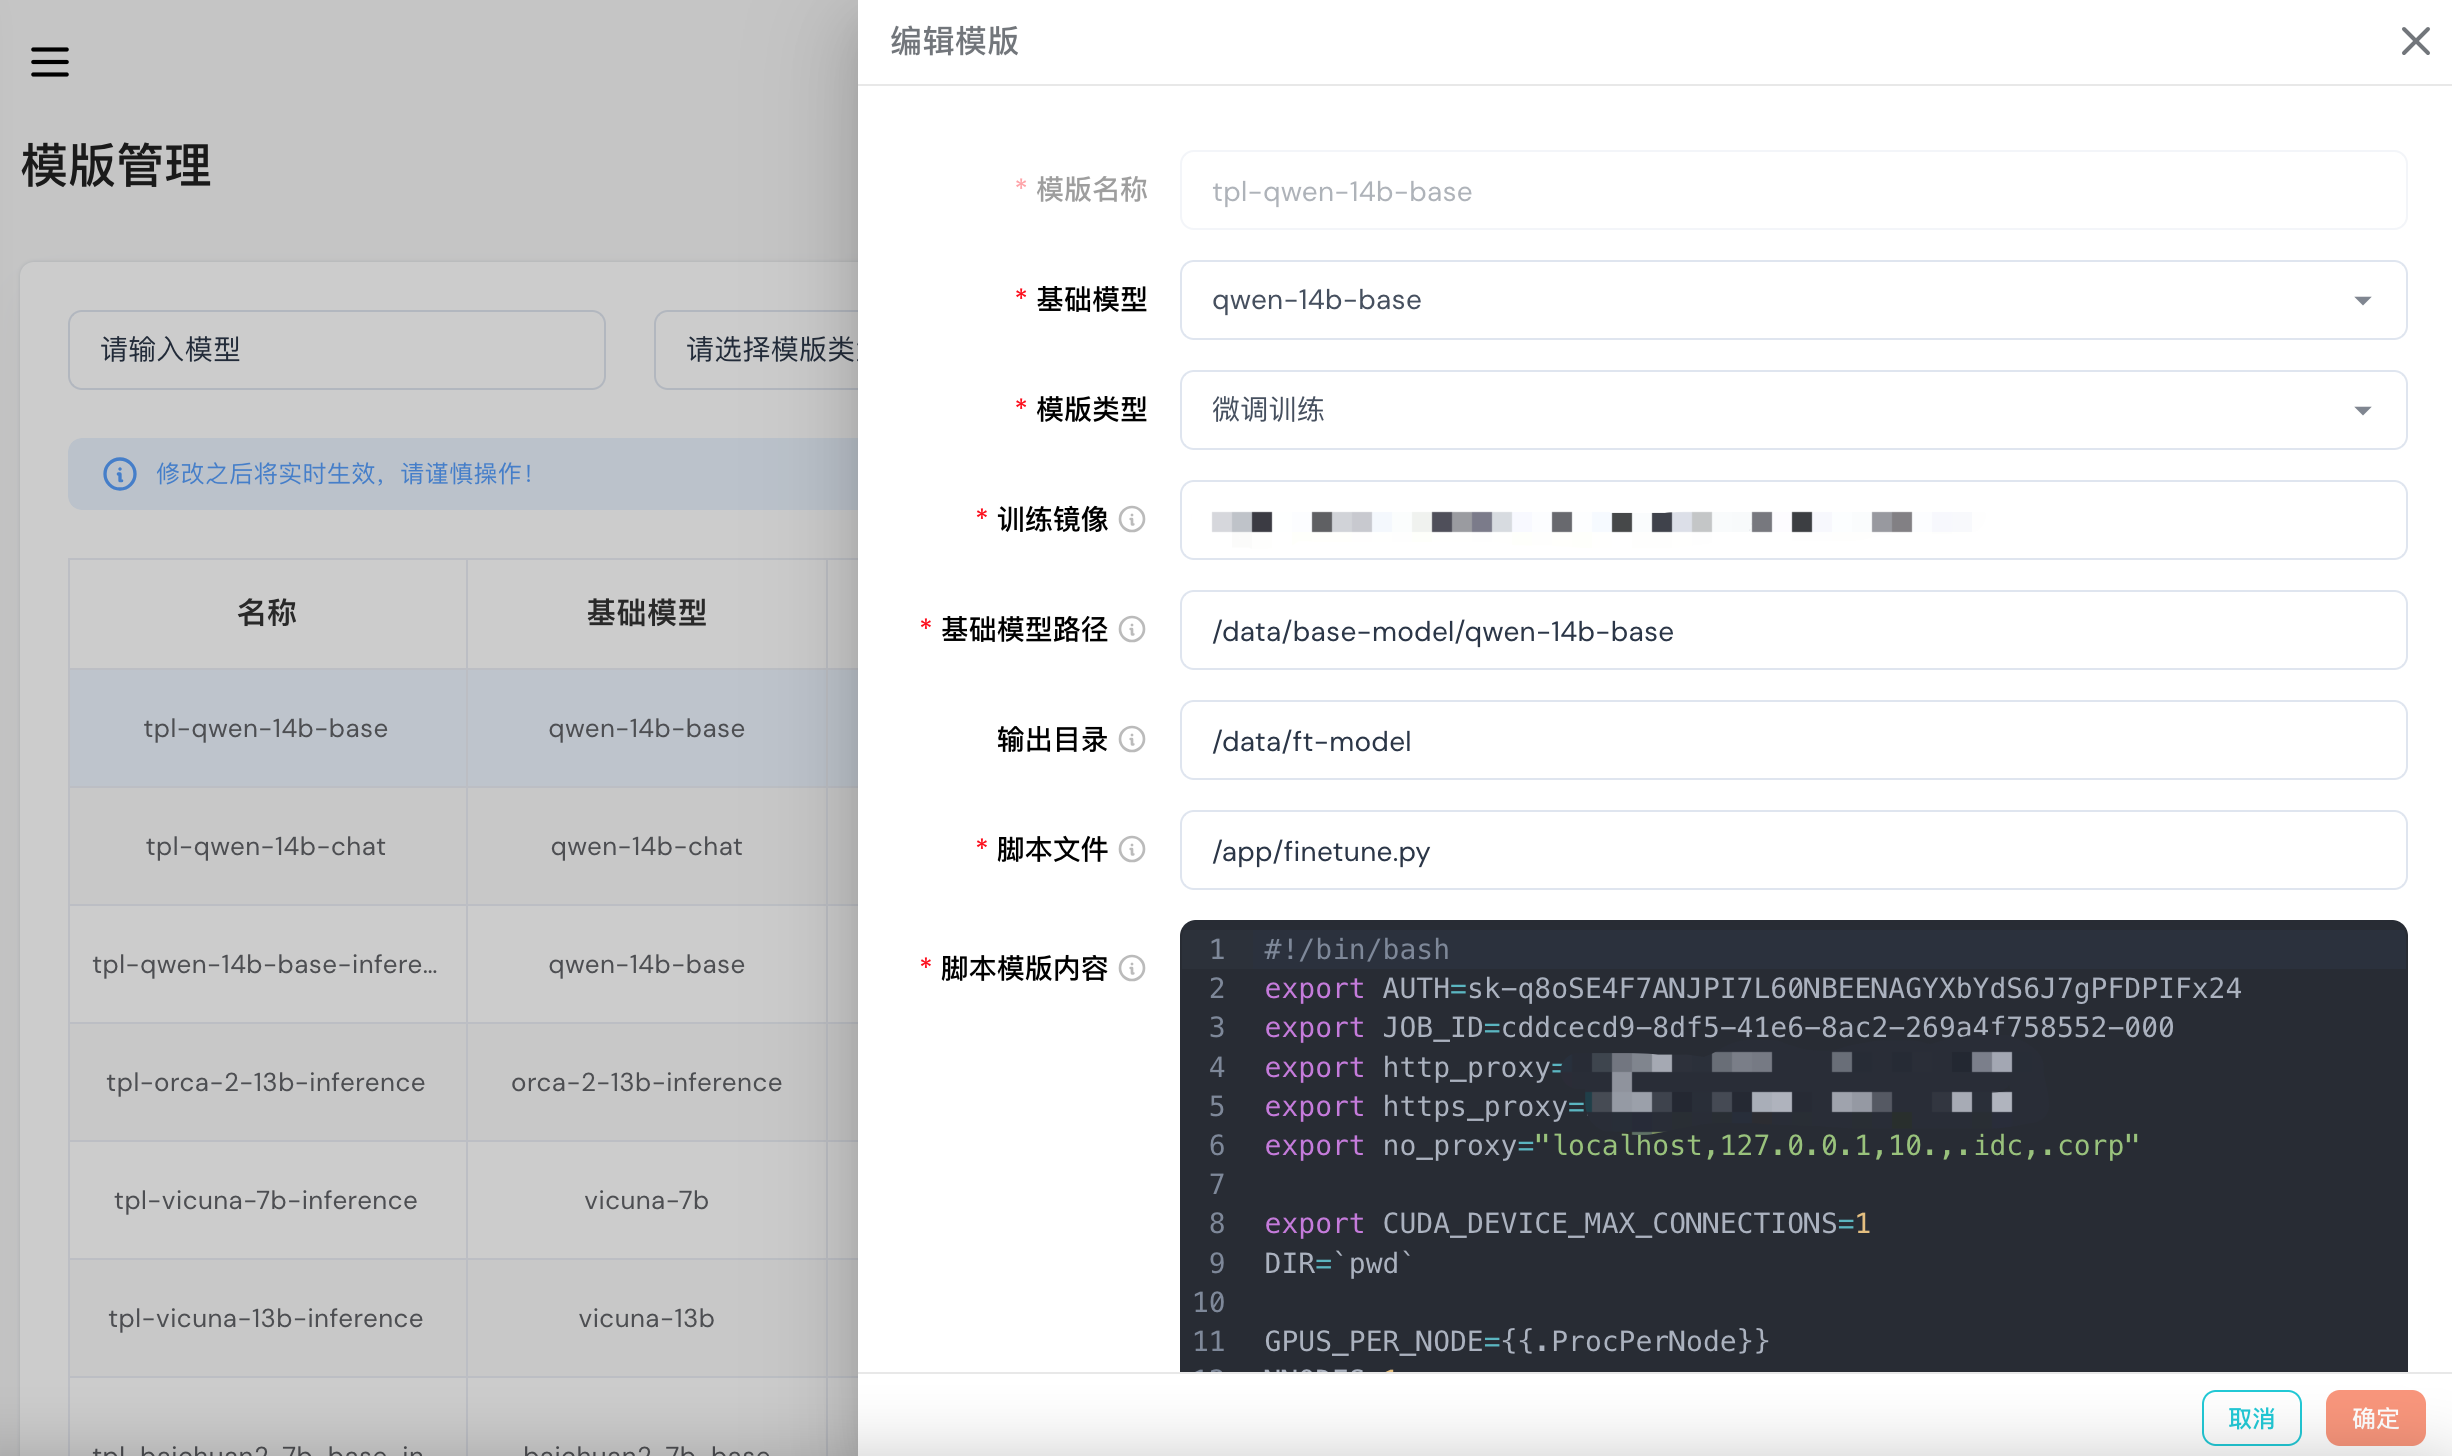 模版管理
请输入模型
请选择模版类
修改之后将实时生效，请谨慎操作！
名称 基础模型
tpl-qwen-14b-base qwen-14b-base
tpl-qwen-14b-chat qwen-14b-chat
tpl-qwen-14b-base-infere... qwen-14b-base
tpl-orca-2-13b-inference orca-2-13b-inference
tpl-vicuna-7b-inference vicuna-7b
tpl-vicuna-13b-inference vicuna-13b
tpl-baichuan2-7b-base-in baichuan2-7b-base
编辑模版
* 模版名称 tpl-qwen-14b-base
* 基础模型 qwen-14b-base
* 模版类型 微调训练
* 训练镜像
* 基础模型路径 /data/base-model/qwen-14b-base
输出目录 /data/ft-model
* 脚本文件 /app/finetune.py
* 脚本模版内容
1 #!/bin/bash
2 export AUTH=sk-q8oSE4F7ANJPI7L60NBEENAGYXbYdS6J7gPFDPIFx24
3 export JOB_ID=cddcecd9-8df5-41e6-8ac2-269a4f758552-000
4 export http_proxy=
5 export https_proxy=
6 export no_proxy="localhost,127.0.0.1,10.,.idc,.corp"
7
8 export CUDA_DEVICE_MAX_CONNECTIONS=1
9 DIR=`pwd`
10
11 GPUS_PER_NODE={{.ProcPerNode}}
取消
确定